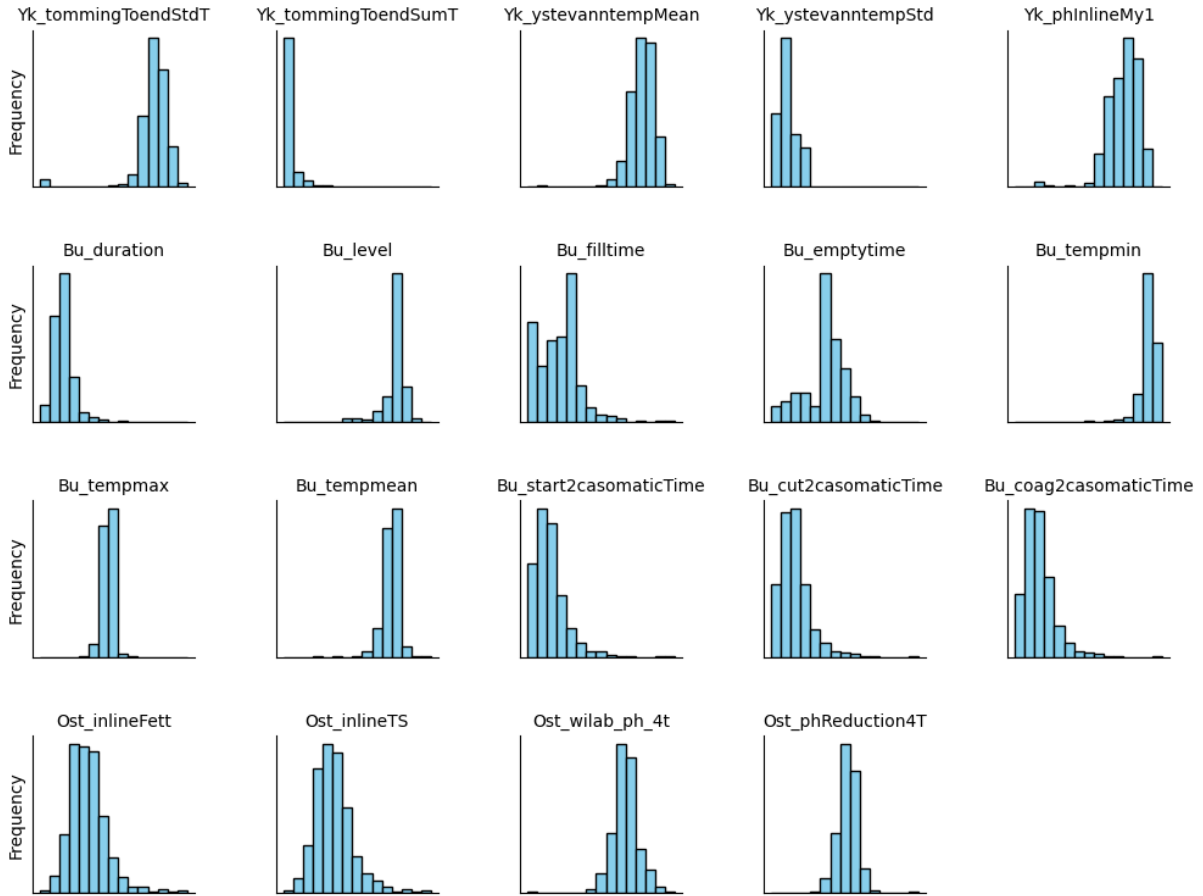 Yk_tommingToendStdT
Yk_tommingToendSumT
Yk_ystevanntempMean
Yk_ystevanntempStd
Yk_phInlineMy1
Frequency
Bu_duration
Bu_level
Bu_filltime
Bu_emptytime
Bu_tempmin
Frequency
Bu_tempmax
Bu_tempmean
Bu_start2casomaticTime
Bu_cut2casomaticTime
Bu_coag2casomaticTime
Frequency
Ost_inlineFett
Ost_inlineTS
Ost_wilab_ph_4t
Ost_phReduction4T
Frequency